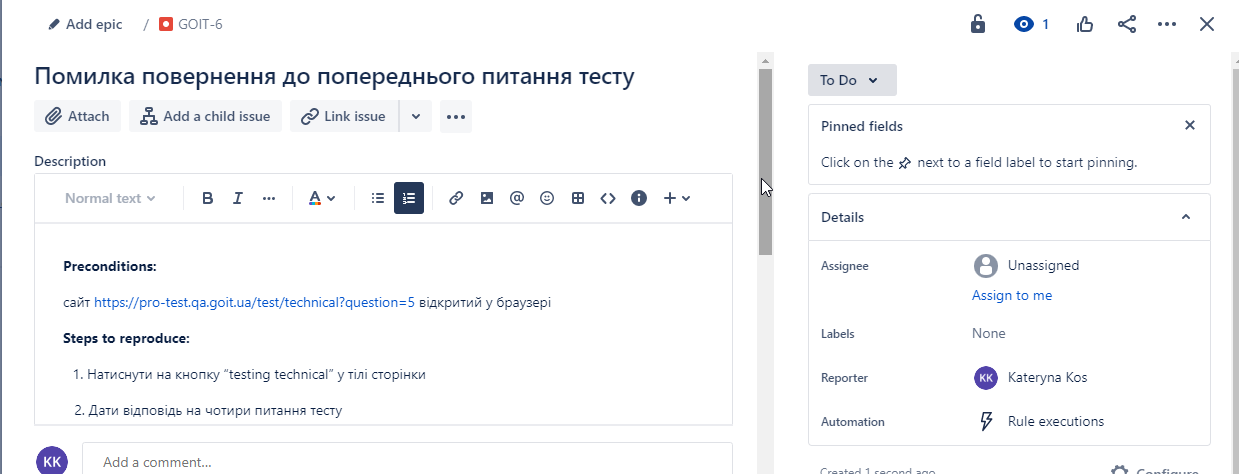 Add epic / GOIT-6
1
Помилка повернення до попереднього питання тесту
Attach
Add a child issue
Link issue
Description
Normal text
B I A
Preconditions:
сайт https://pro-test.qa.goit.ua/test/technical?question=5 відкритий у браузері
Steps to reproduce:
1. Натиснути на кнопку “testing technical” у тілі сторінки
2. Дати відповідь на чотири питання тесту
KK
Add a comment...
To Do
Pinned fields
Click on the next to a field label to start pinning.
Details
Assignee
Unassigned
Assign to me
Labels
None
Reporter
KK Kateryna Kos
Automation
Rule executions
Created 1 second ago
Configure